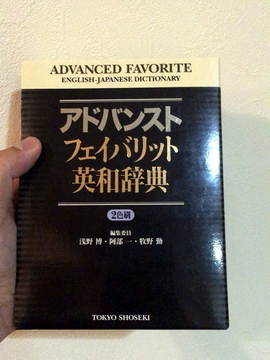 ADVANCED FAVORITE
ENGLISH-JAPANESE DICTIONARY
アドバンスト
フェイバリット
英和辞典
2色刷
編集委員
浅野 博・阿部 一・牧野 勤
TOKYO SHOSEKI